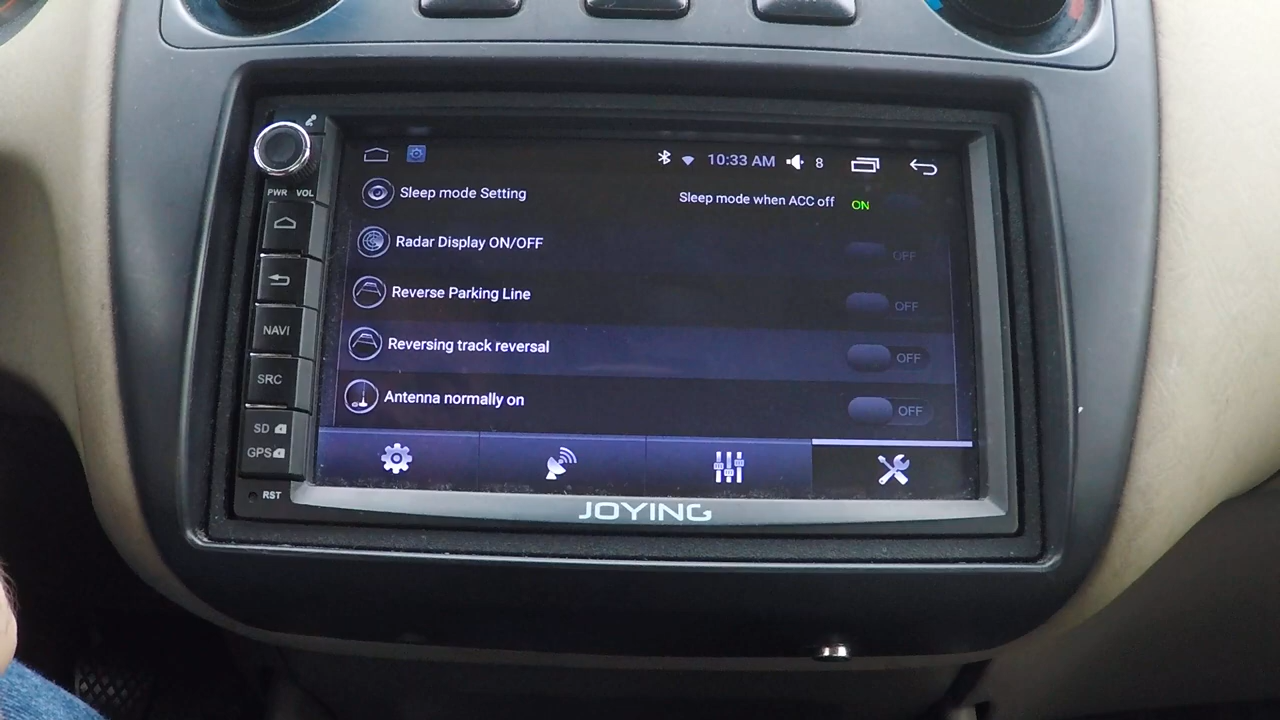 10:33 AM 8
PWR VOL
Sleep mode Setting Sleep mode when ACC off ON
Radar Display ON/OFF OFF
Reverse Parking Line OFF
NAVI
Reversing track reversal OFF
SRC
Antenna normally on OFF
SD
GPS
RST
JOYING